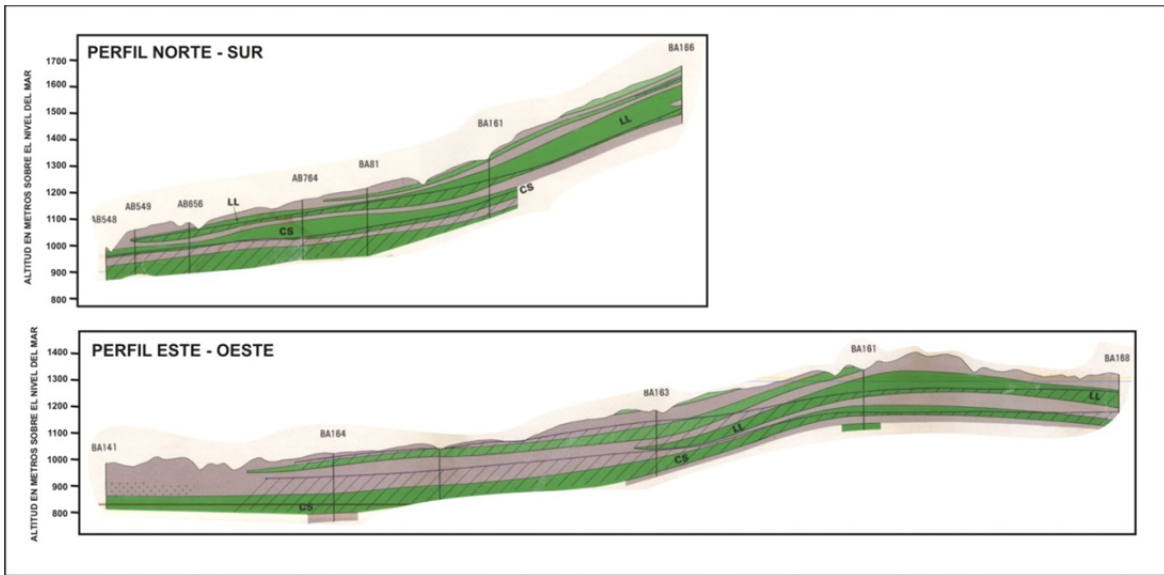 PERFIL NORTE - SUR
BA166
ALTITUD EN METROS SOBRE EL NIVEL DEL MAR
1700
1600
1500
1400
1300
1200
1100
1000
900
800
LL
BA161
BA81
AB764
CS
LL
AB656
AB549
AB548
CS
PERFIL ESTE - OESTE
ALTITUD EN METROS SOBRE EL NIVEL DEL MAR
1400
1300
1200
1100
1000
900
800
BA161
BA168
BA163
LL
LL
BA164
BA141
CS
CS